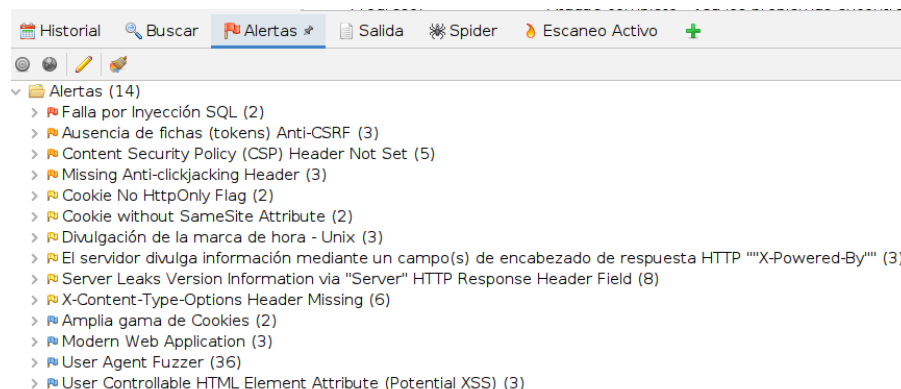 Historial Buscar Alertas Salida Spider Escaneo Activo
Alertas (14)
Falla por Inyección SQL (2)
Ausencia de fichas (tokens) Anti-CSRF (3)
Content Security Policy (CSP) Header Not Set (5)
Missing Anti-clickjacking Header (3)
Cookie No HttpOnly Flag (2)
Cookie without SameSite Attribute (2)
Divulgación de la marca de hora - Unix (3)
El servidor divulga información mediante un campo(s) de encabezado de respuesta HTTP ""X-Powered-By"" (3)
Server Leaks Version Information via "Server" HTTP Response Header Field (8)
X-Content-Type-Options Header Missing (6)
Amplia gama de Cookies (2)
Modern Web Application (3)
User Agent Fuzzer (36)
User Controllable HTML Element Attribute (Potential XSS) (3)